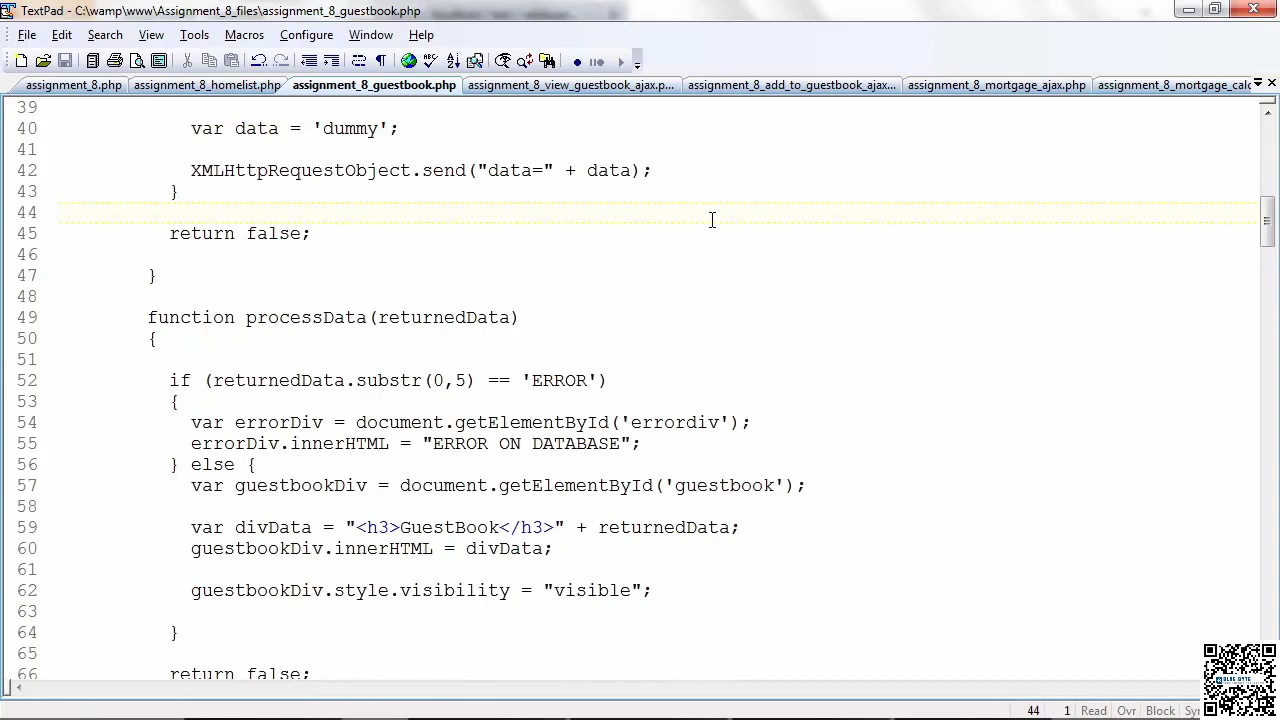 TextPad - C:\wamp\www\Assignment_8_files\assignment_8_guestbook.php
File Edit Search View Tools Macros Configure Window Help
assignment_8.php assignment_8_homelist.php assignment_8_guestbook.php assignment_8_view_guestbook_ajax.p... assignment_8_add_to_guestbook_ajax... assignment_8_mortgage_ajax.php assignment_8_mortgage_calc
39
40 var data = 'dummy';
41
42 XMLHttpRequestObject.send("data=" + data);
43 }
44
45 return false;
46
47 }
48
49 function processData(returnedData)
50 {
51
52 if (returnedData.substr(0,5) == 'ERROR')
53 {
54 var errorDiv = document.getElementById('errordiv');
55 errorDiv.innerHTML = "ERROR ON DATABASE";
56 } else {
57 var guestbookDiv = document.getElementById('guestbook');
58
59 var divData = "<h3>GuestBook</h3>" + returnedData;
60 guestbookDiv.innerHTML = divData;
61
62 guestbookDiv.style.visibility = "visible";
63
64 }
65
66 return false;
44 1 Read Ovr Block Sy
BLUE BYTE